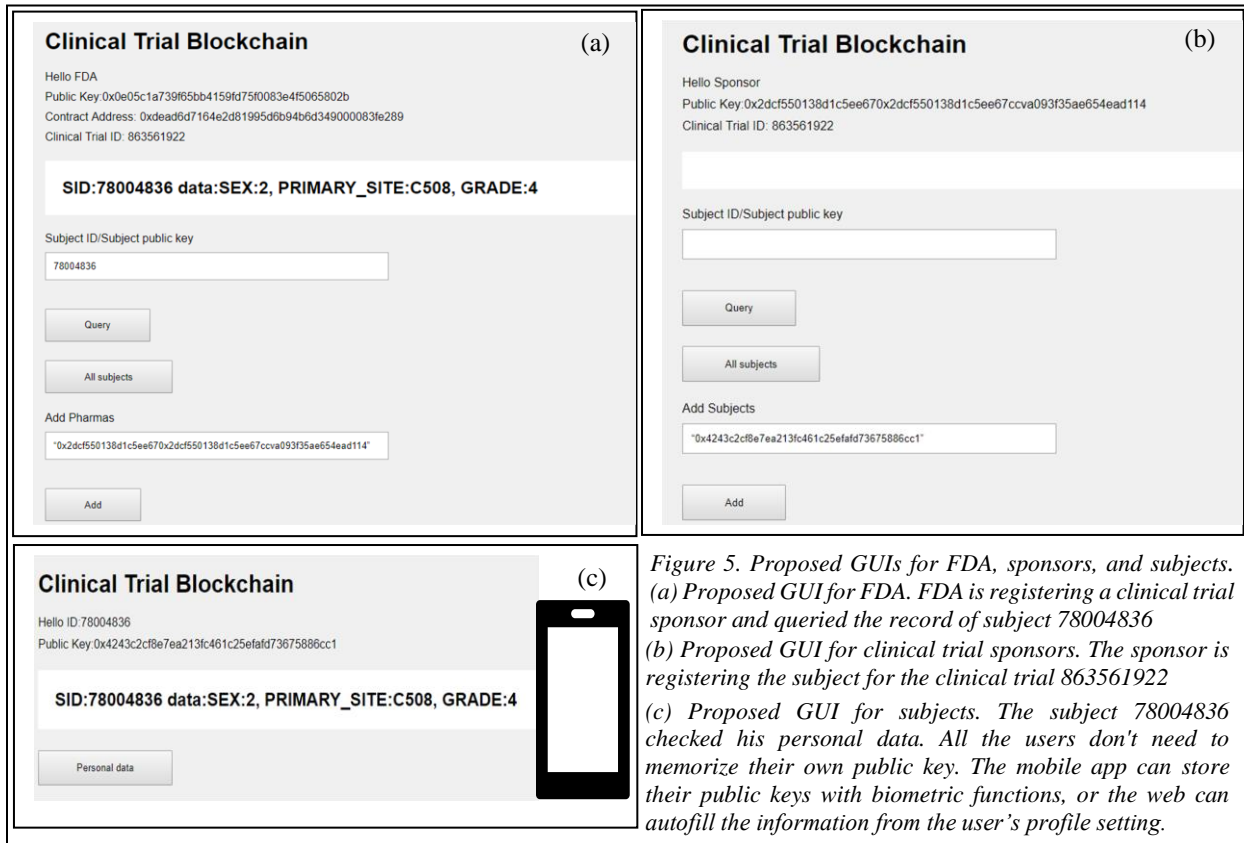 Clinical Trial Blockchain
(a)
Hello FDA
Public Key:0x0e05c1a739f65bb4159fd75f0083e4f5065802b
Contract Address: 0xdead6d7164e2d81995d6b94b6d349000083fe289
Clinical Trial ID: 863561922
SID:78004836 data:SEX:2, PRIMARY_SITE:C508, GRADE:4
Subject ID/Subject public key
78004836
Query
All subjects
Add Pharmas
"0x2dcf550138d1c5ee670x2dcf550138d1c5ee67ccva093f35ae654ead114"
Add
Clinical Trial Blockchain
(b)
Hello Sponsor
Public Key:0x2dcf550138d1c5ee670x2dcf550138d1c5ee67ccva093f35ae654ead114
Clinical Trial ID: 863561922
Subject ID/Subject public key
Query
All subjects
Add Subjects
"0x4243c2cf8e7ea213fc461c25efafd73675886cc1"
Add
Clinical Trial Blockchain
(c)
Hello ID:78004836
Public Key:0x4243c2cf8e7ea213fc461c25efafd73675886cc1
SID:78004836 data:SEX:2, PRIMARY_SITE:C508, GRADE:4
Personal data
Figure 5. Proposed GUIs for FDA, sponsors, and subjects.
(a) Proposed GUI for FDA. FDA is registering a clinical trial
sponsor and queried the record of subject 78004836
(b) Proposed GUI for clinical trial sponsors. The sponsor is
registering the subject for the clinical trial 863561922
(c) Proposed GUI for subjects. The subject 78004836
checked his personal data. All the users don't need to
memorize their own public key. The mobile app can store
their public keys with biometric functions, or the web can
autofill the information from the user's profile setting.